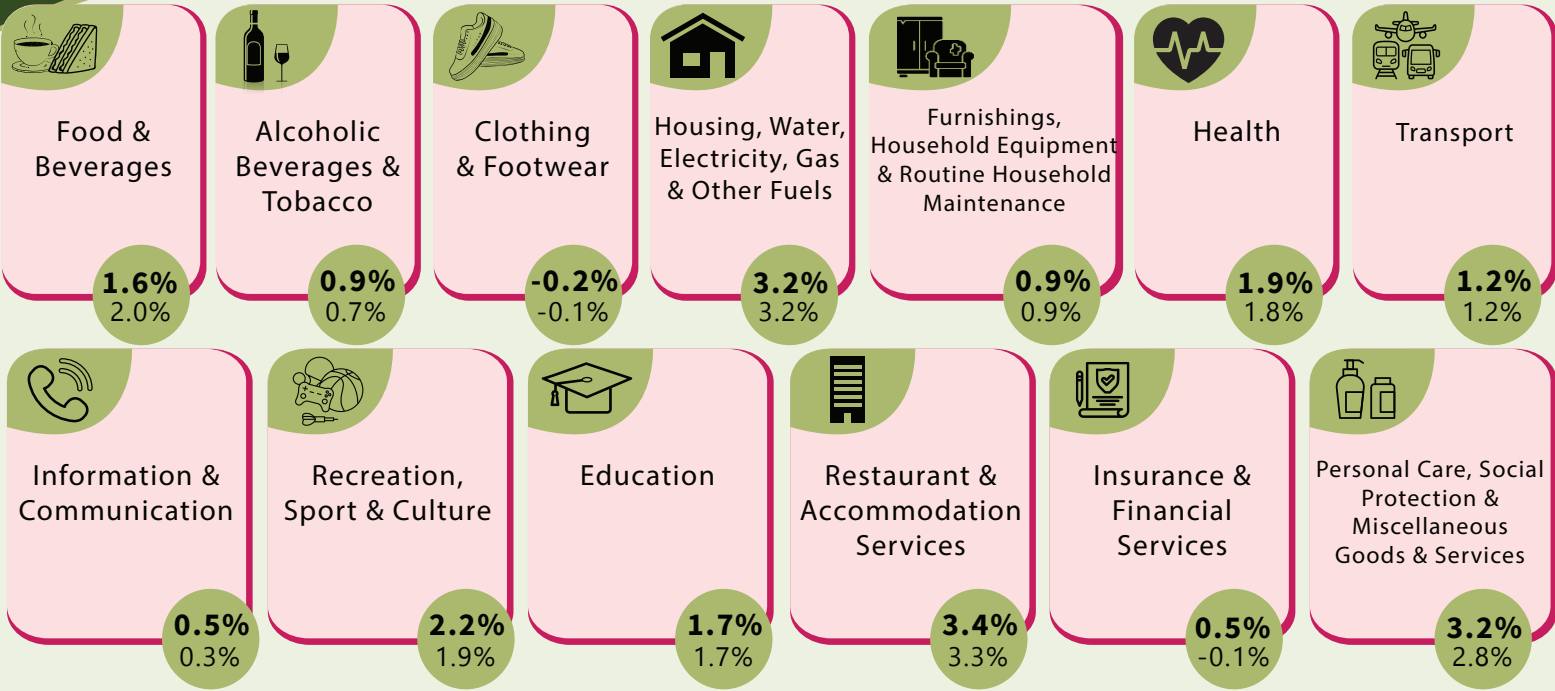 Food &
Beverages
1.6%
2.0%
Alcoholic
Beverages &
Tobacco
0.9%
0.7%
Clothing
& Footwear
-0.2%
-0.1%
Housing, Water,
Electricity, Gas
& Other Fuels
3.2%
3.2%
Furnishings,
Household Equipment
& Routine Household
Maintenance
0.9%
0.9%
Health
1.9%
1.8%
Transport
1.2%
1.2%
Information &
Communication
0.5%
0.3%
Recreation,
Sport & Culture
2.2%
1.9%
Education
1.7%
1.7%
Restaurant &
Accommodation
Services
3.4%
3.3%
Insurance &
Financial
Services
0.5%
-0.1%
Personal Care, Social
Protection &
Miscellaneous
Goods & Services
3.2%
2.8%